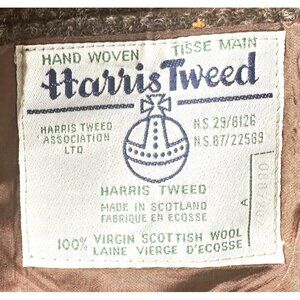 HAND WOVEN TISSE MAIN
Harris Tweed
HARRIS TWEED
ASSOCIATION
LTD.
N.S. 29/8126
N.S. 87/22589
HARRIS TWEED
MADE IN SCOTLAND
FABRIQUE EN ECOSSE
100% VIRGIN SCOTTISH WOOL
LAINE VIERGE D'ECOSSE
A